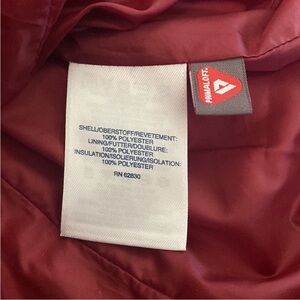 SHELL/OBERSTOFF/REVETEMENT:
100% POLYESTER
LINING/FUTTER/DOUBLURE:
100% POLYESTER
INSULATION/ISOLIERUNG/ISOLATION:
100% POLYESTER
RN 62830
PRIMALOFT